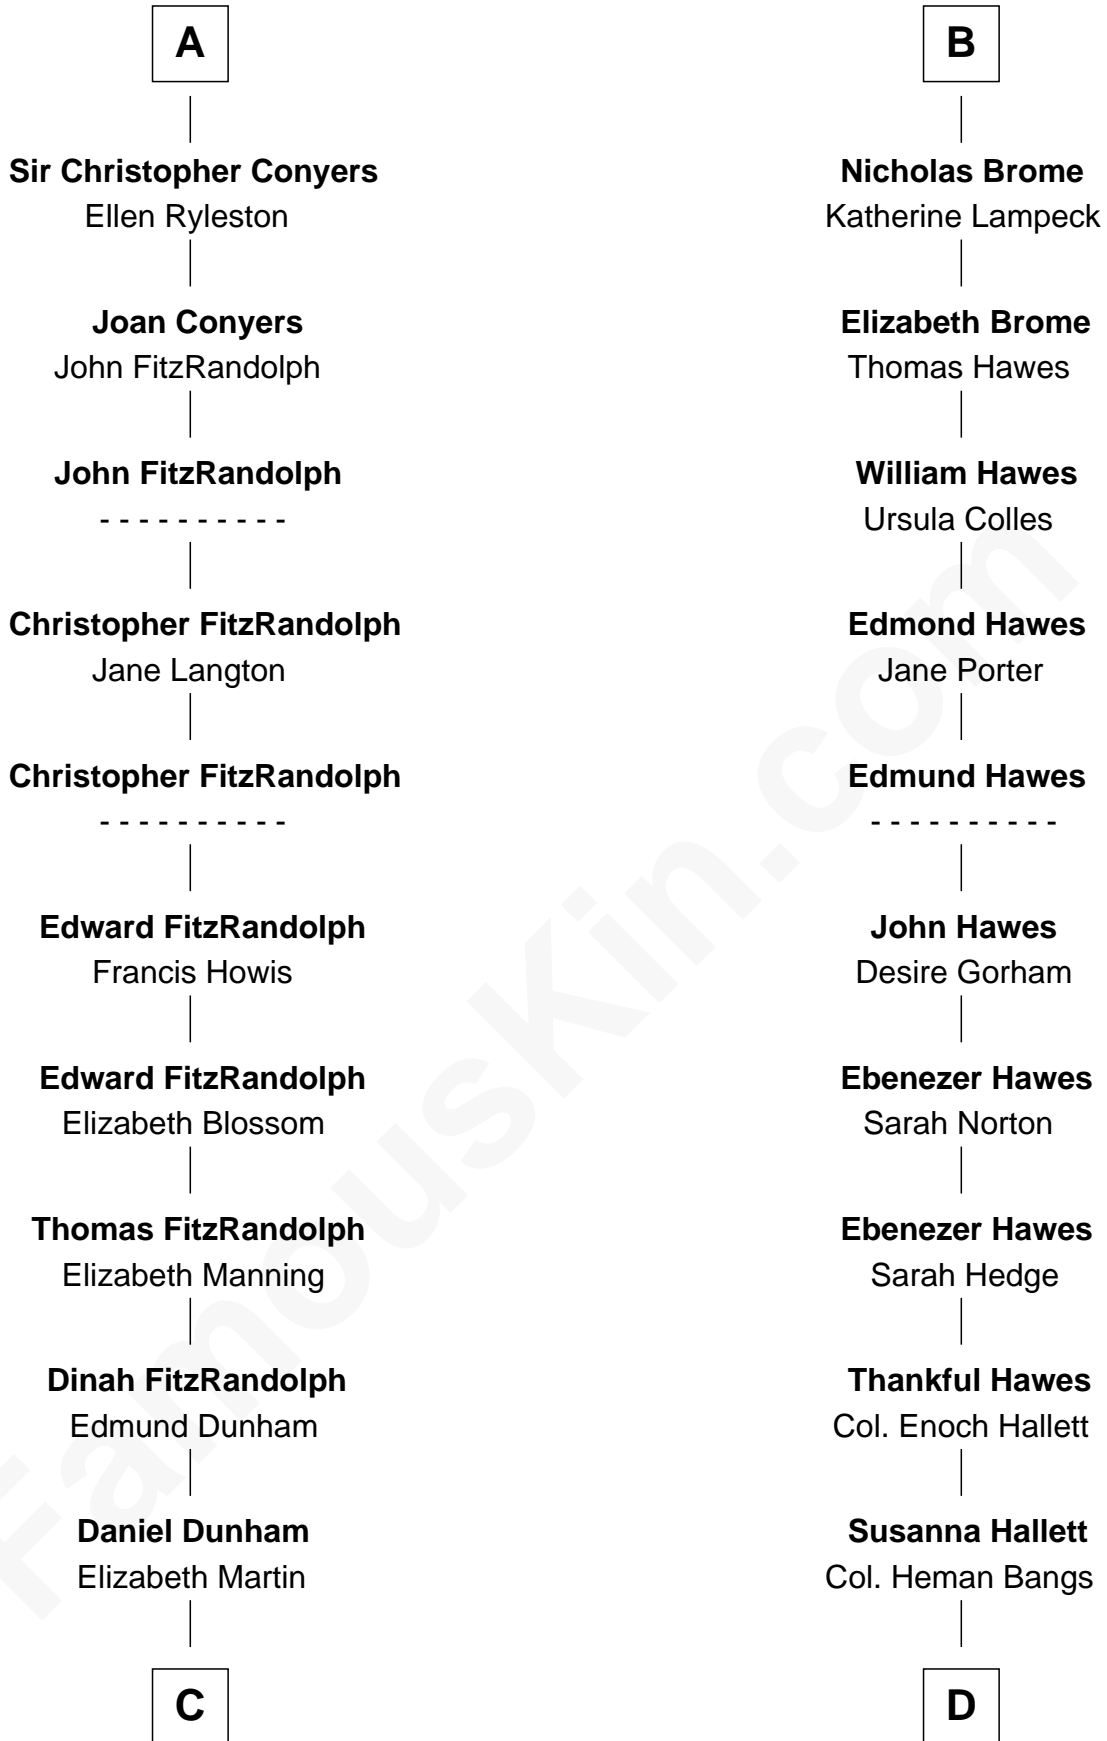 A
Sir Christopher Conyers
Ellen Ryleston
Joan Conyers
John FitzRandolph
John FitzRandolph
- - - - - - - - - -
Christopher FitzRandolph
Jane Langton
Christopher FitzRandolph
- - - - - - - - - -
Edward FitzRandolph
Francis Howis
Edward FitzRandolph
Elizabeth Blossom
Thomas FitzRandolph
Elizabeth Manning
Dinah FitzRandolph
Edmund Dunham
Daniel Dunham
Elizabeth Martin
C
B
Nicholas Brome
Katherine Lampeck
Elizabeth Brome
Thomas Hawes
William Hawes
Ursula Colles
Edmond Hawes
Jane Porter
Edmund Hawes
- - - - - - - - - -
John Hawes
Desire Gorham
Ebenezer Hawes
Sarah Norton
Ebenezer Hawes
Sarah Hedge
Thankful Hawes
Col. Enoch Hallett
Susanna Hallett
Col. Heman Bangs
D
FamousKin.com